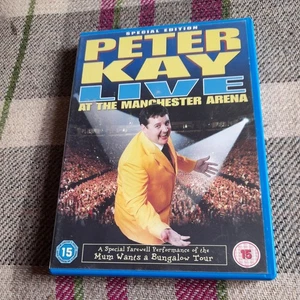 SPECIAL EDITION
PETER
KAY
LIVE
AT THE MANCHESTER ARENA
15
A Special Farewell Performance of the
Mum Wants a Bungalow Tour
15